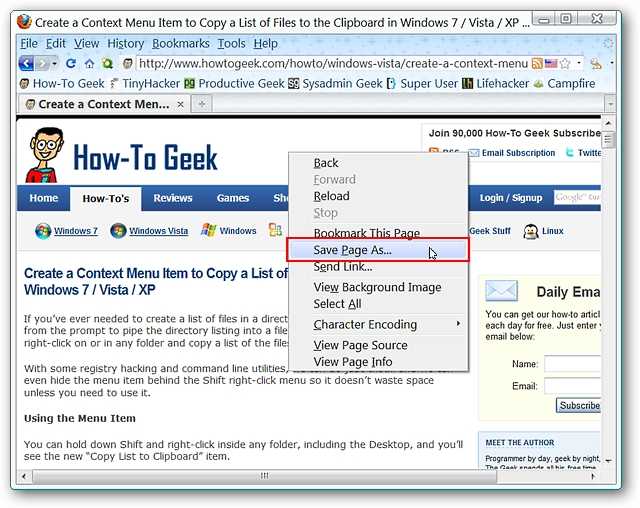 Create a Context Menu Item to Copy a List of Files to the Clipboard in Windows 7 / Vista / XP ...
File Edit View History Bookmarks Tools Help
http://www.howtogeek.com/howto/windows-vista/create-a-context-menu
How-To Geek TinyHacker Productive Geek Sysadmin Geek Super User Lifehacker Campfire
Create a Context Men...
Join 90,000 How-To Geek Subscribe
How-To Geek
Email Subscription Twitte
Home How-To's Reviews Games Login / Signup
Windows 7 Windows Vista Windows Geek Stuff Linux
Back
Forward
Reload
Stop
Bookmark This Page
Save Page As...
Send Link...
View Background Image
Select All
Character Encoding
View Page Source
View Page Info
Create a Context Menu Item to Copy a List of
Windows 7 / Vista / XP
If you've ever needed to create a list of files in a direc
from the prompt to pipe the directory listing into a file
right-click on or in any folder and copy a list of the files
With some registry hacking and command line utilities,
even hide the menu item behind the Shift right-click menu so it doesn't waste space
unless you need to use it.
Using the Menu Item
You can hold down Shift and right-click inside any folder, including the Desktop, and you'll
see the new "Copy List to Clipboard" item.
Daily Ema
You can get our how-to article
each day for free. Just enter y
email below:
Name:
Email:
Subscribe
MEET THE AUTHOR
Programmer by day, geek by night,
The Geek spends all his free time